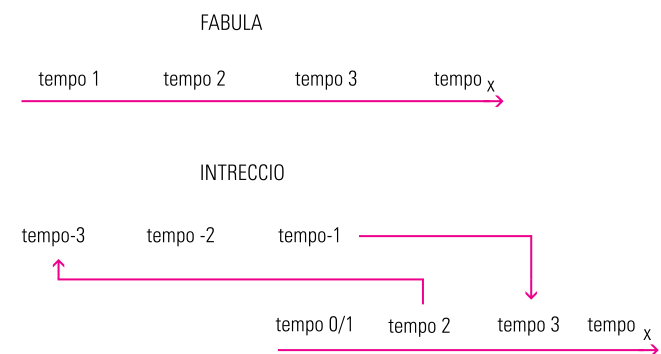 FABULA
tempo 1 tempo 2 tempo 3 tempo x
INTRECCIO
tempo-3 tempo -2 tempo-1
tempo 0/1 tempo 2 tempo 3 tempo x